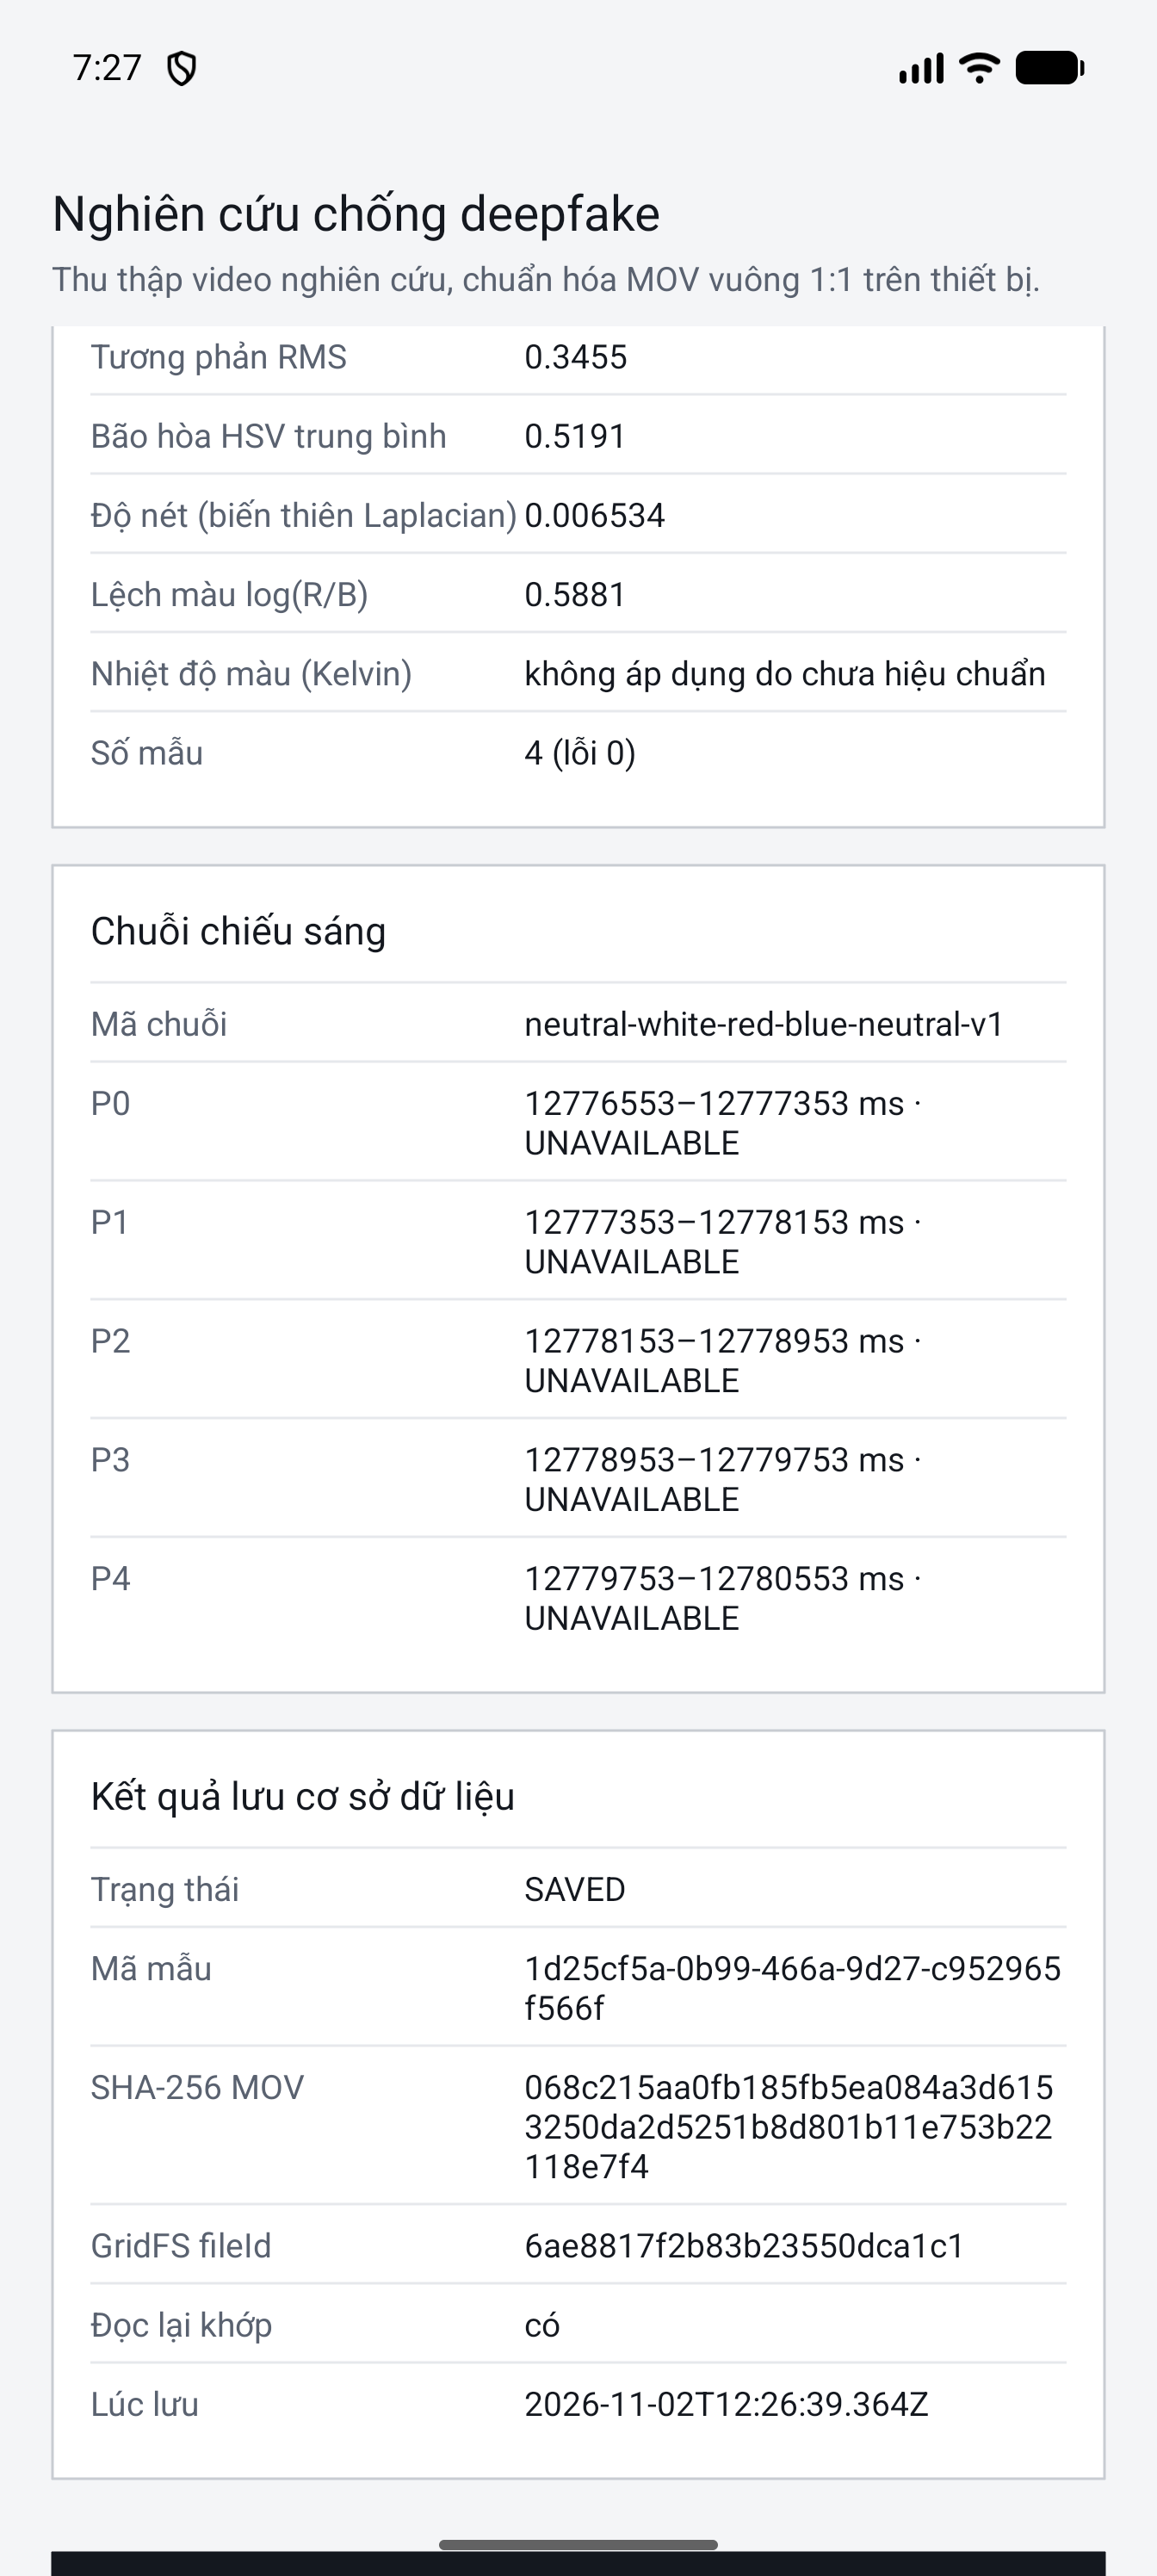 7:27
Nghiên cứu chống deepfake
Thu thập video nghiên cứu, chuẩn hóa MOV vuông 1:1 trên thiết bị.
Tương phản RMS 0.3455
Bão hòa HSV trung bình 0.5191
Độ nét (biến thiên Laplacian) 0.006534
Lệch màu log(R/B) 0.5881
Nhiệt độ màu (Kelvin) không áp dụng do chưa hiệu chuẩn
Số mẫu 4 (lỗi 0)
Chuỗi chiếu sáng
Mã chuỗi neutral-white-red-blue-neutral-v1
P0 12776553–12777353 ms ·
UNAVAILABLE
P1 12777353–12778153 ms ·
UNAVAILABLE
P2 12778153–12778953 ms ·
UNAVAILABLE
P3 12778953–12779753 ms ·
UNAVAILABLE
P4 12779753–12780553 ms ·
UNAVAILABLE
Kết quả lưu cơ sở dữ liệu
Trạng thái SAVED
Mã mẫu 1d25cf5a-0b99-466a-9d27-c952965
f566f
SHA-256 MOV 068c215aa0fb185fb5ea084a3d615
3250da2d5251b8d801b11e753b22
118e7f4
GridFS fileId 6ae8817f2b83b23550dca1c1
Đọc lại khớp có
Lúc lưu 2026-11-02T12:26:39.364Z